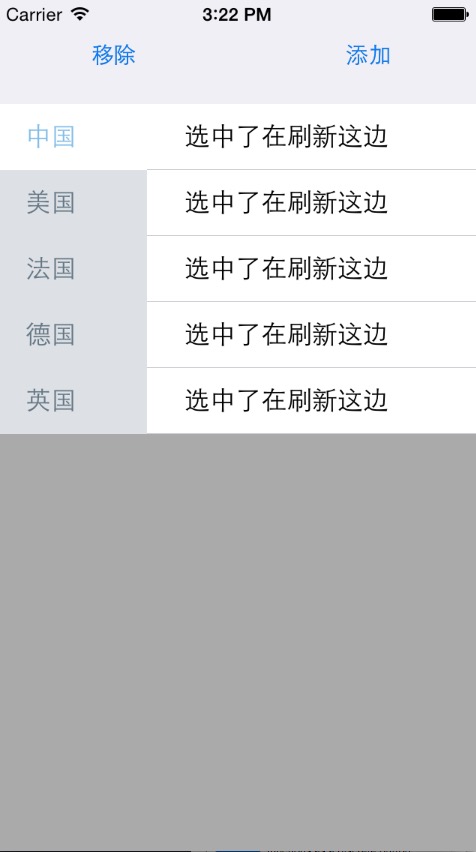 Carrier 3:22 PM
移除 添加
中国 选中了在刷新这边
美国 选中了在刷新这边
法国 选中了在刷新这边
德国 选中了在刷新这边
英国 选中了在刷新这边